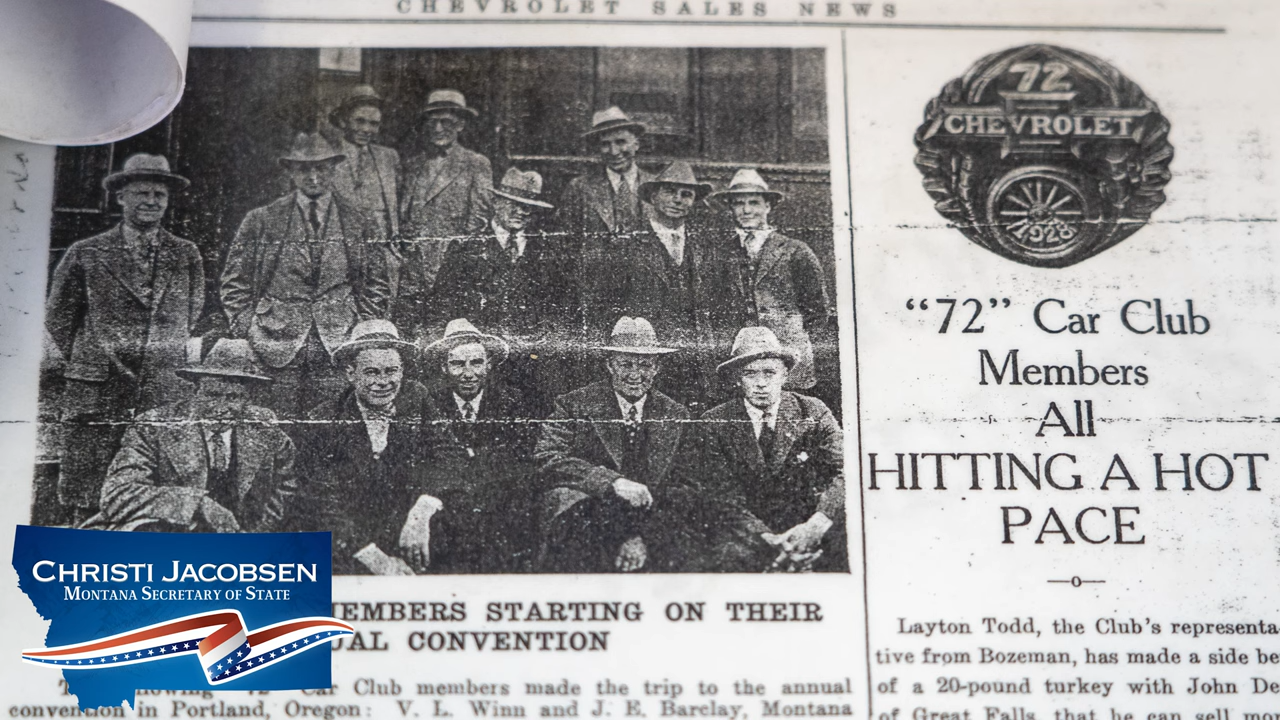 CHEVROLET SALES NEWS
72
CHEVROLET
1928
"72" Car Club
Members
All
HITTING A HOT
PACE
Layton Todd, the Club's representa-
tive from Bozeman, has made a side be
of a 20-pound turkey with John De
of Great Falls, that he can sell mor
EMBERS STARTING ON THEIR
UAL CONVENTION
Car Club members made the trip to the annual
convention in Portland, Oregon: V. L. Winn and J. E. Barclay, Montana
CHRISTI JACOBSEN
MONTANA SECRETARY OF STATE